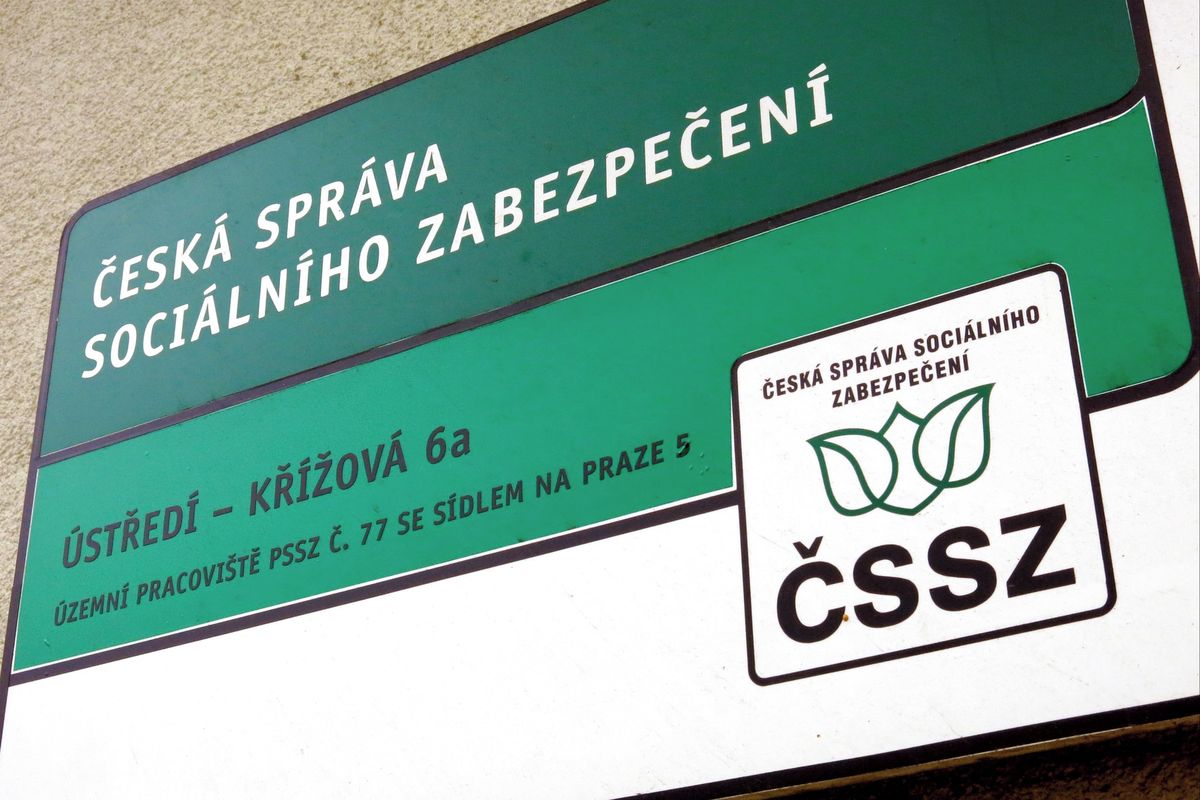 ČESKÁ SPRÁVA
SOCIÁLNÍHO ZABEZPEČENÍ
ÚSTŘEDÍ – KŘÍŽOVÁ 6a
ÚZEMNÍ PRACOVIŠTĚ PSSZ Č. 77 SE SÍDLEM NA PRAZE 5
ČESKÁ SPRÁVA SOCIÁLNÍHO
ZABEZPEČENÍ
ČSSZ